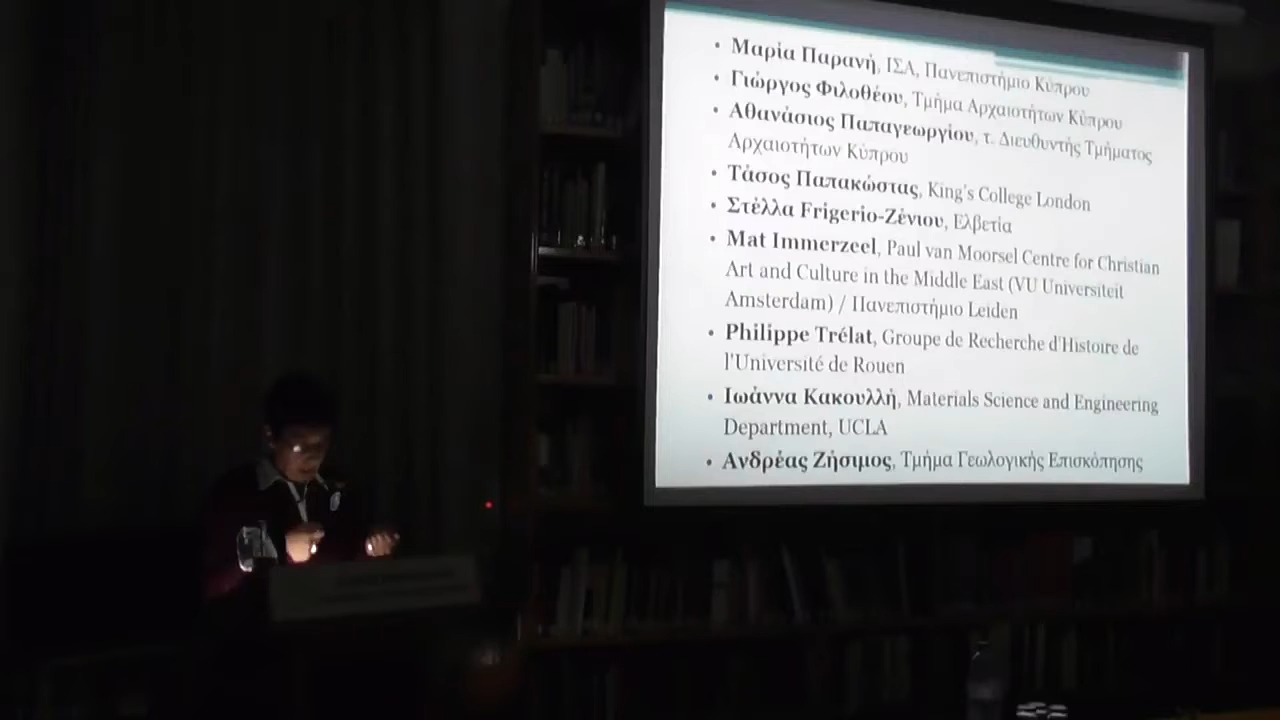 • Μαρία Παρανή, ΙΣΑ, Πανεπιστήμιο Κύπρου
• Γιώργος Φιλοθέου, Τμήμα Αρχαιοτήτων Κύπρου
• Αθανάσιος Παπαγεωργίου, τ. Διευθυντής Τμήματος
Αρχαιοτήτων Κύπρου
• Τάσος Παπακώστας, King's College London
• Στέλλα Frigerio-Ζένιου, Ελβετία
• Mat Immerzeel, Paul van Moorsel Centre for Christian
Art and Culture in the Middle East (VU Universiteit
Amsterdam) / Πανεπιστήμιο Leiden
• Philippe Trélat, Groupe de Recherche d'Histoire de
l'Université de Rouen
• Ιωάννα Κακουλλή, Materials Science and Engineering
Department, UCLA
• Ανδρέας Ζήσιμος, Τμήμα Γεωλογικής Επισκόπησης